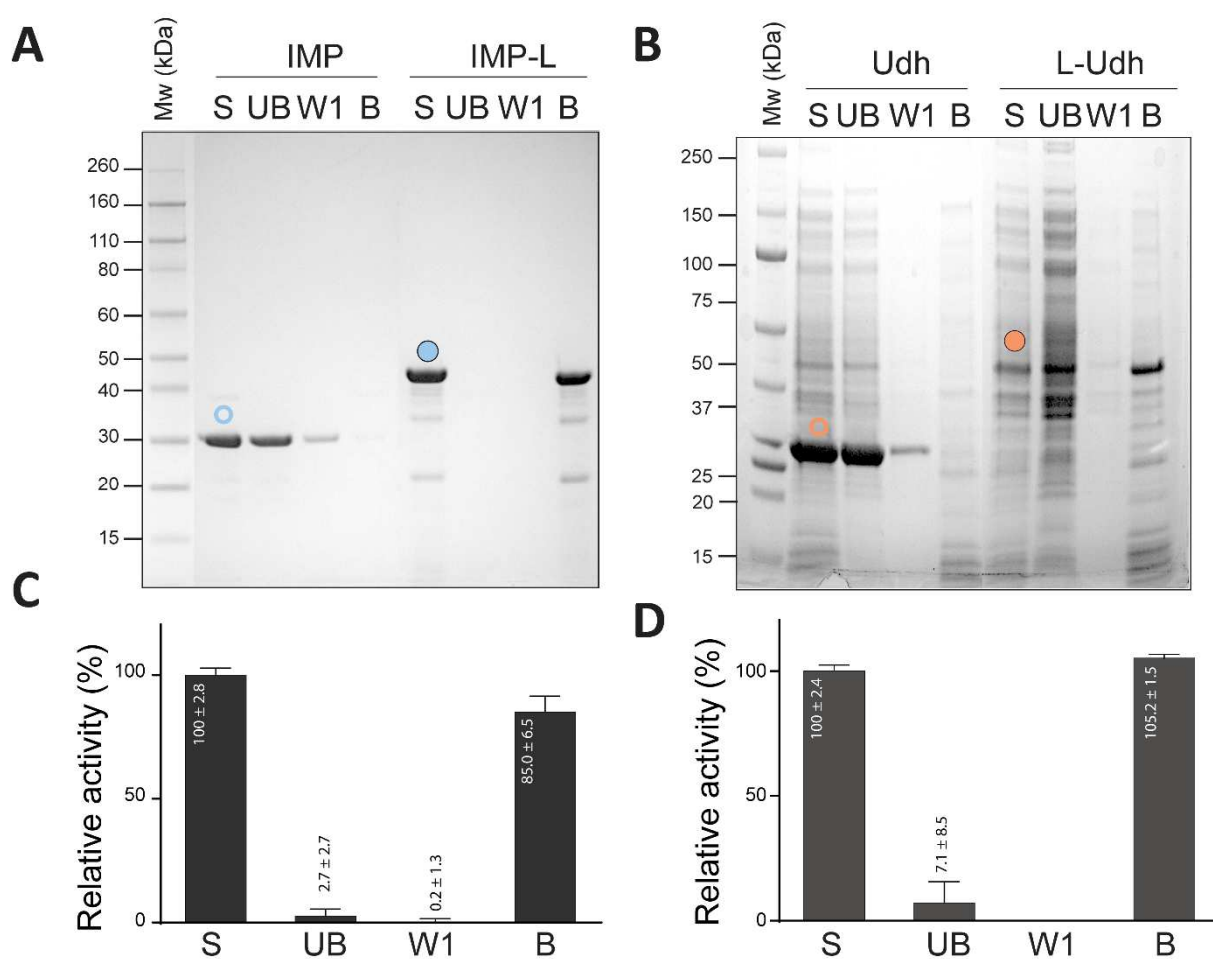 A
Mw (kDa)
IMP
IMP-L
S UB W1 B S UB W1 B
260
160
110
80
60
50
40
30
20
15
B
Mw (kDa)
Udh
L-Udh
S UB W1 B S UB W1 B
250
150
100
75
50
37
25
20
15
C
Relative activity (%)
100
50
0
100 ± 2.8
2.7 ± 2.7
0.2 ± 1.3
85.0 ± 6.5
S UB W1 B
D
Relative activity (%)
100
50
0
100 ± 2.4
7.1 ± 8.5
105.2 ± 1.5
S UB W1 B